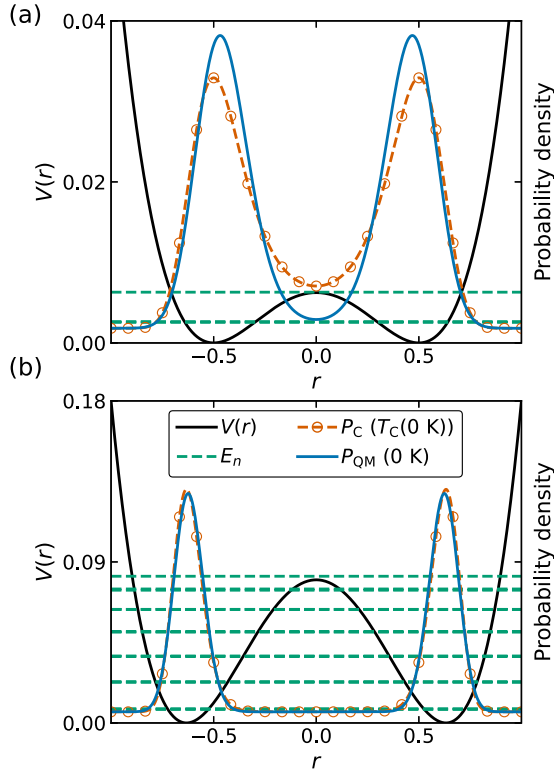 (a)
0.04
0.02
0.00
V(r)
Probability density
−0.5 0.0 0.5
r
(b)
0.18
0.09
0.00
V(r)
Probability density
V(r) P_C (T_C(0 K))
E_n P_QM (0 K)
−0.5 0.0 0.5
r